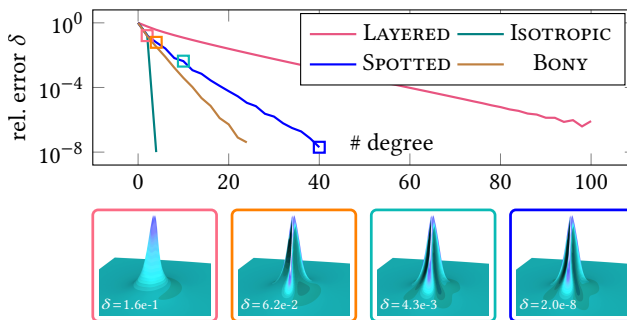 rel. error δ
10^0
10^−4
10^−8
LAYERED
ISOTROPIC
SPOTTED
BONY
# degree
0
20
40
60
80
100
δ=1.6e-1
δ=6.2e-2
δ=4.3e-3
δ=2.0e-8